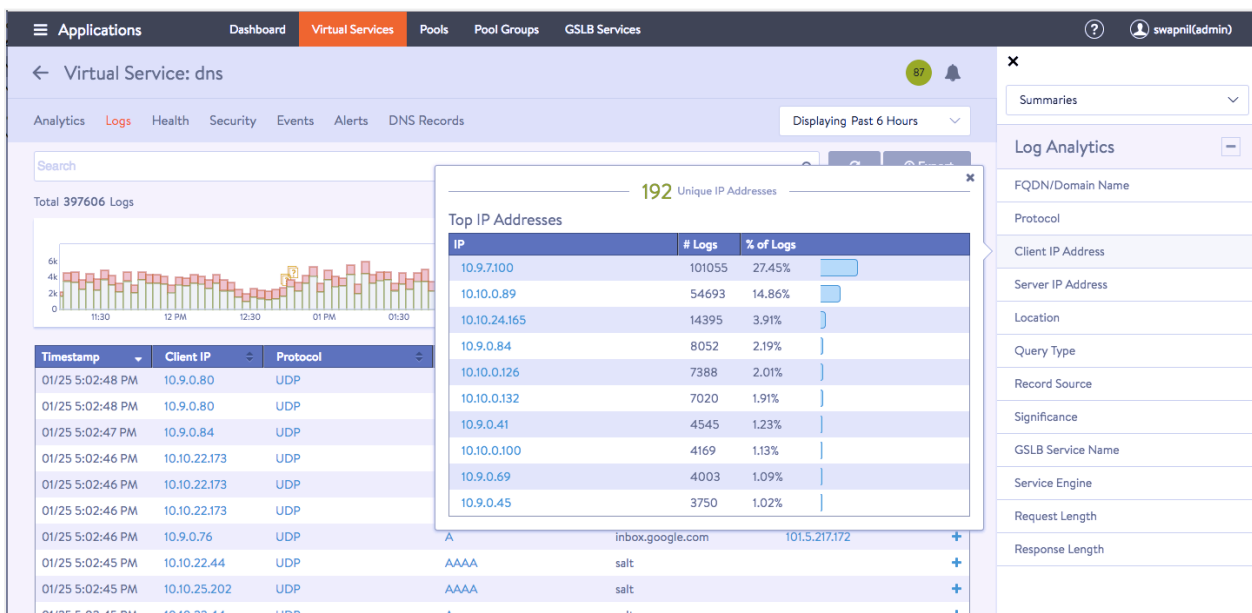 Applications Dashboard Virtual Services Pools Pool Groups GSLB Services ? swapnil(admin)
Virtual Service: dns 87
Analytics Logs Health Security Events Alerts DNS Records Displaying Past 6 Hours
Search
Total 397606 Logs
6k
4k
2k
0
11:30 12 PM 12:30 01 PM 01:30
Timestamp Client IP Protocol
01/25 5:02:48 PM 10.9.0.80 UDP
01/25 5:02:48 PM 10.9.0.80 UDP
01/25 5:02:47 PM 10.9.0.84 UDP
01/25 5:02:46 PM 10.10.22.173 UDP
01/25 5:02:46 PM 10.10.22.173 UDP
01/25 5:02:46 PM 10.10.22.173 UDP
01/25 5:02:46 PM 10.9.0.76 UDP A inbox.google.com 101.5.217.172 +
01/25 5:02:45 PM 10.10.22.44 UDP AAAA salt +
01/25 5:02:45 PM 10.10.25.202 UDP AAAA salt +
192 Unique IP Addresses
Top IP Addresses
IP # Logs % of Logs
10.9.7.100 101055 27.45%
10.10.0.89 54693 14.86%
10.10.24.165 14395 3.91%
10.9.0.84 8052 2.19%
10.10.0.126 7388 2.01%
10.10.0.132 7020 1.91%
10.9.0.41 4545 1.23%
10.10.0.100 4169 1.13%
10.9.0.69 4003 1.09%
10.9.0.45 3750 1.02%
Summaries
Log Analytics
FQDN/Domain Name
Protocol
Client IP Address
Server IP Address
Location
Query Type
Record Source
Significance
GSLB Service Name
Service Engine
Request Length
Response Length